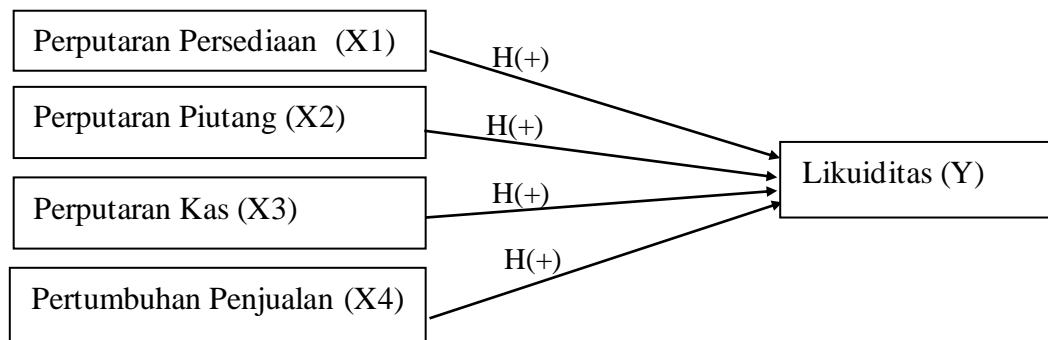 Perputaran Persediaan (X1)
H(+)
Perputaran Piutang (X2)
H(+)
Likuiditas (Y)
Perputaran Kas (X3)
H(+)
H(+)
Pertumbuhan Penjualan (X4)